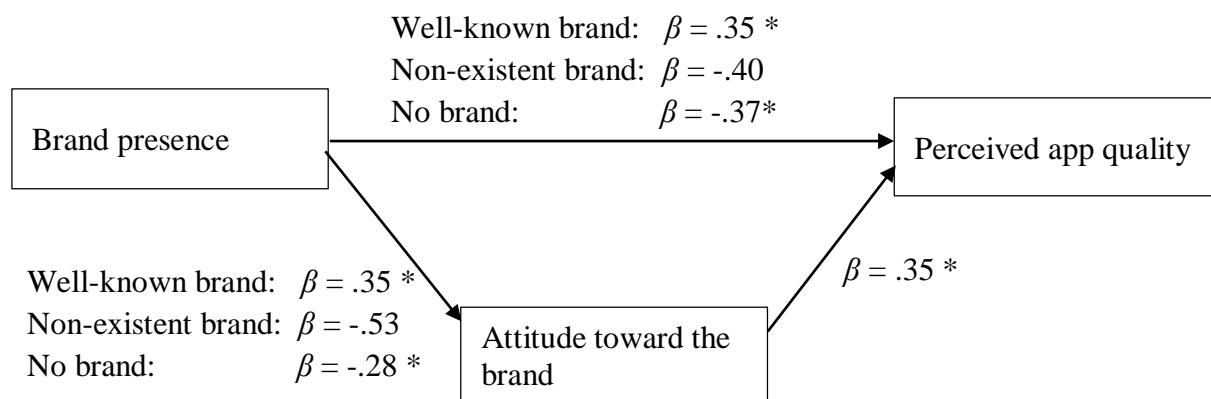 Well-known brand: β = .35 *
Non-existent brand: β = -.40
No brand: β = -.37*
Brand presence
Perceived app quality
Well-known brand: β = .35 *
Non-existent brand: β = -.53
No brand: β = -.28 *
β = .35 *
Attitude toward the
brand